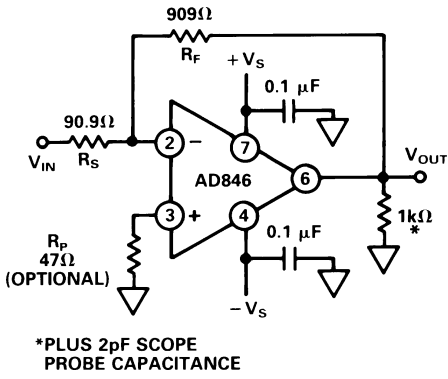 909Ω
R_F
+V_S
0.1 μF
90.9Ω
V_IN
R_S
2
−
7
AD846
6
V_OUT
3
+
4
1kΩ
*
R_P
47Ω
(OPTIONAL)
0.1 μF
−V_S
*PLUS 2pF SCOPE
PROBE CAPACITANCE